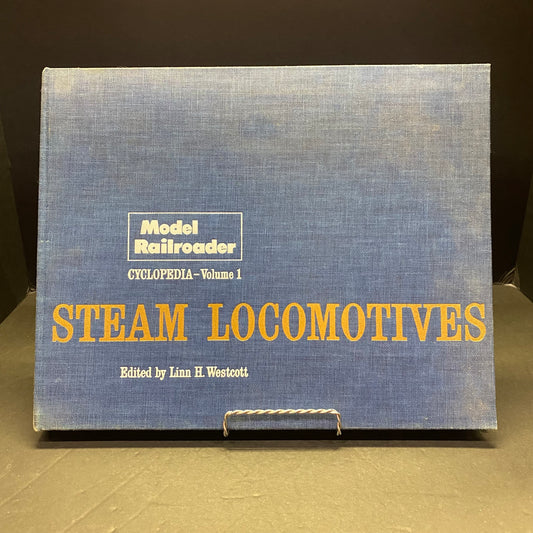 Model
Railroader
CYCLOPEDIA–Volume 1
STEAM LOCOMOTIVES
Edited by Linn H. Westcott